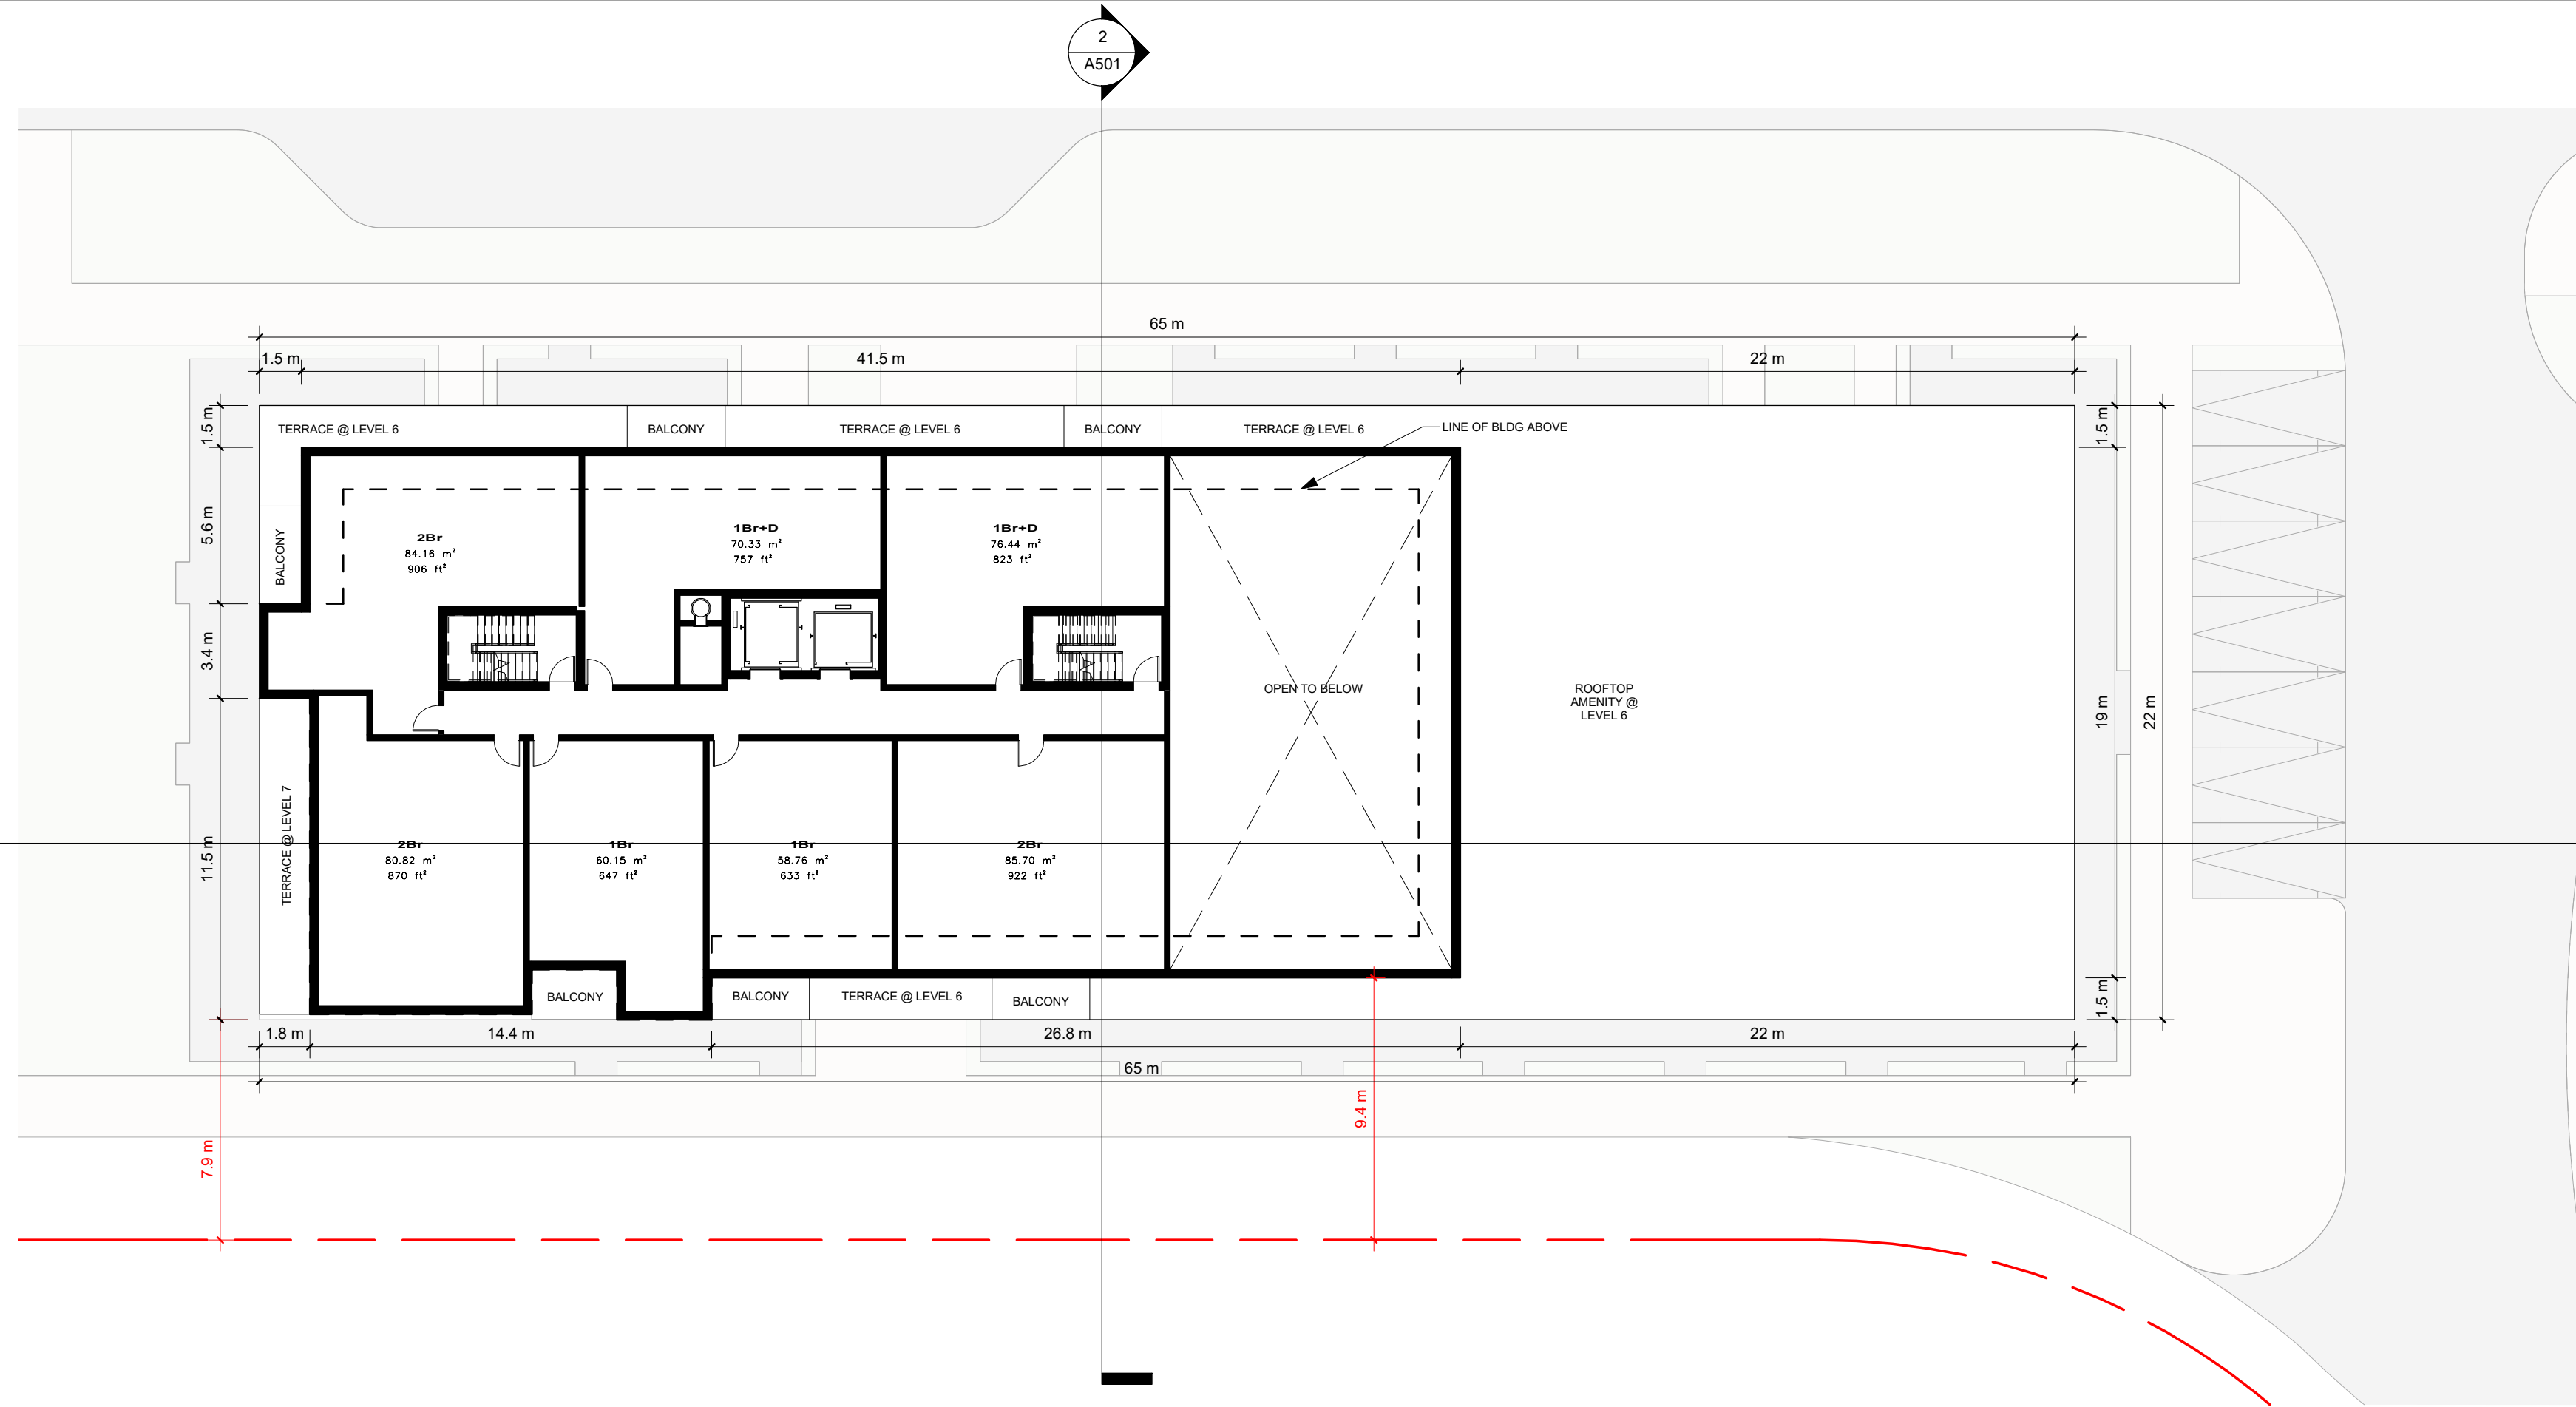 2
A501
65 m
1.5 m
41.5 m
22 m
1.5 m
TERRACE @ LEVEL 6
BALCONY
TERRACE @ LEVEL 6
BALCONY
TERRACE @ LEVEL 6
LINE OF BLDG ABOVE
1.5 m
5.6 m
BALCONY
2Br
84.16 m²
906 ft²
1Br+D
70.33 m²
757 ft²
1Br+D
76.44 m²
823 ft²
3.4 m
OPEN TO BELOW
ROOFTOP
AMENITY @
LEVEL 6
19 m
22 m
11.5 m
TERRACE @ LEVEL 7
2Br
80.82 m²
870 ft²
1Br
60.15 m²
647 ft²
1Br
58.76 m²
633 ft²
2Br
85.70 m²
922 ft²
BALCONY
BALCONY
TERRACE @ LEVEL 6
BALCONY
1.5 m
1.8 m
14.4 m
26.8 m
22 m
65 m
9.4 m
7.9 m